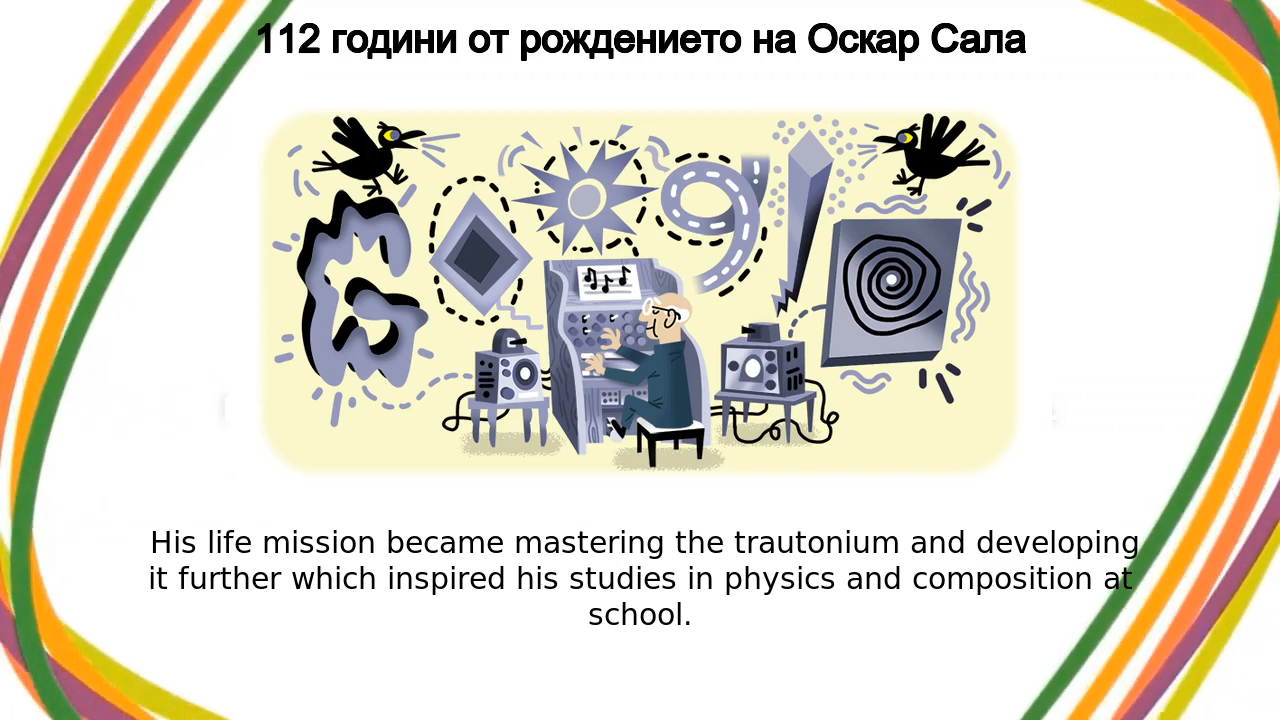 112 години от рождението на Оскар Сала
His life mission became mastering the trautonium and developing
it further which inspired his studies in physics and composition at
school.